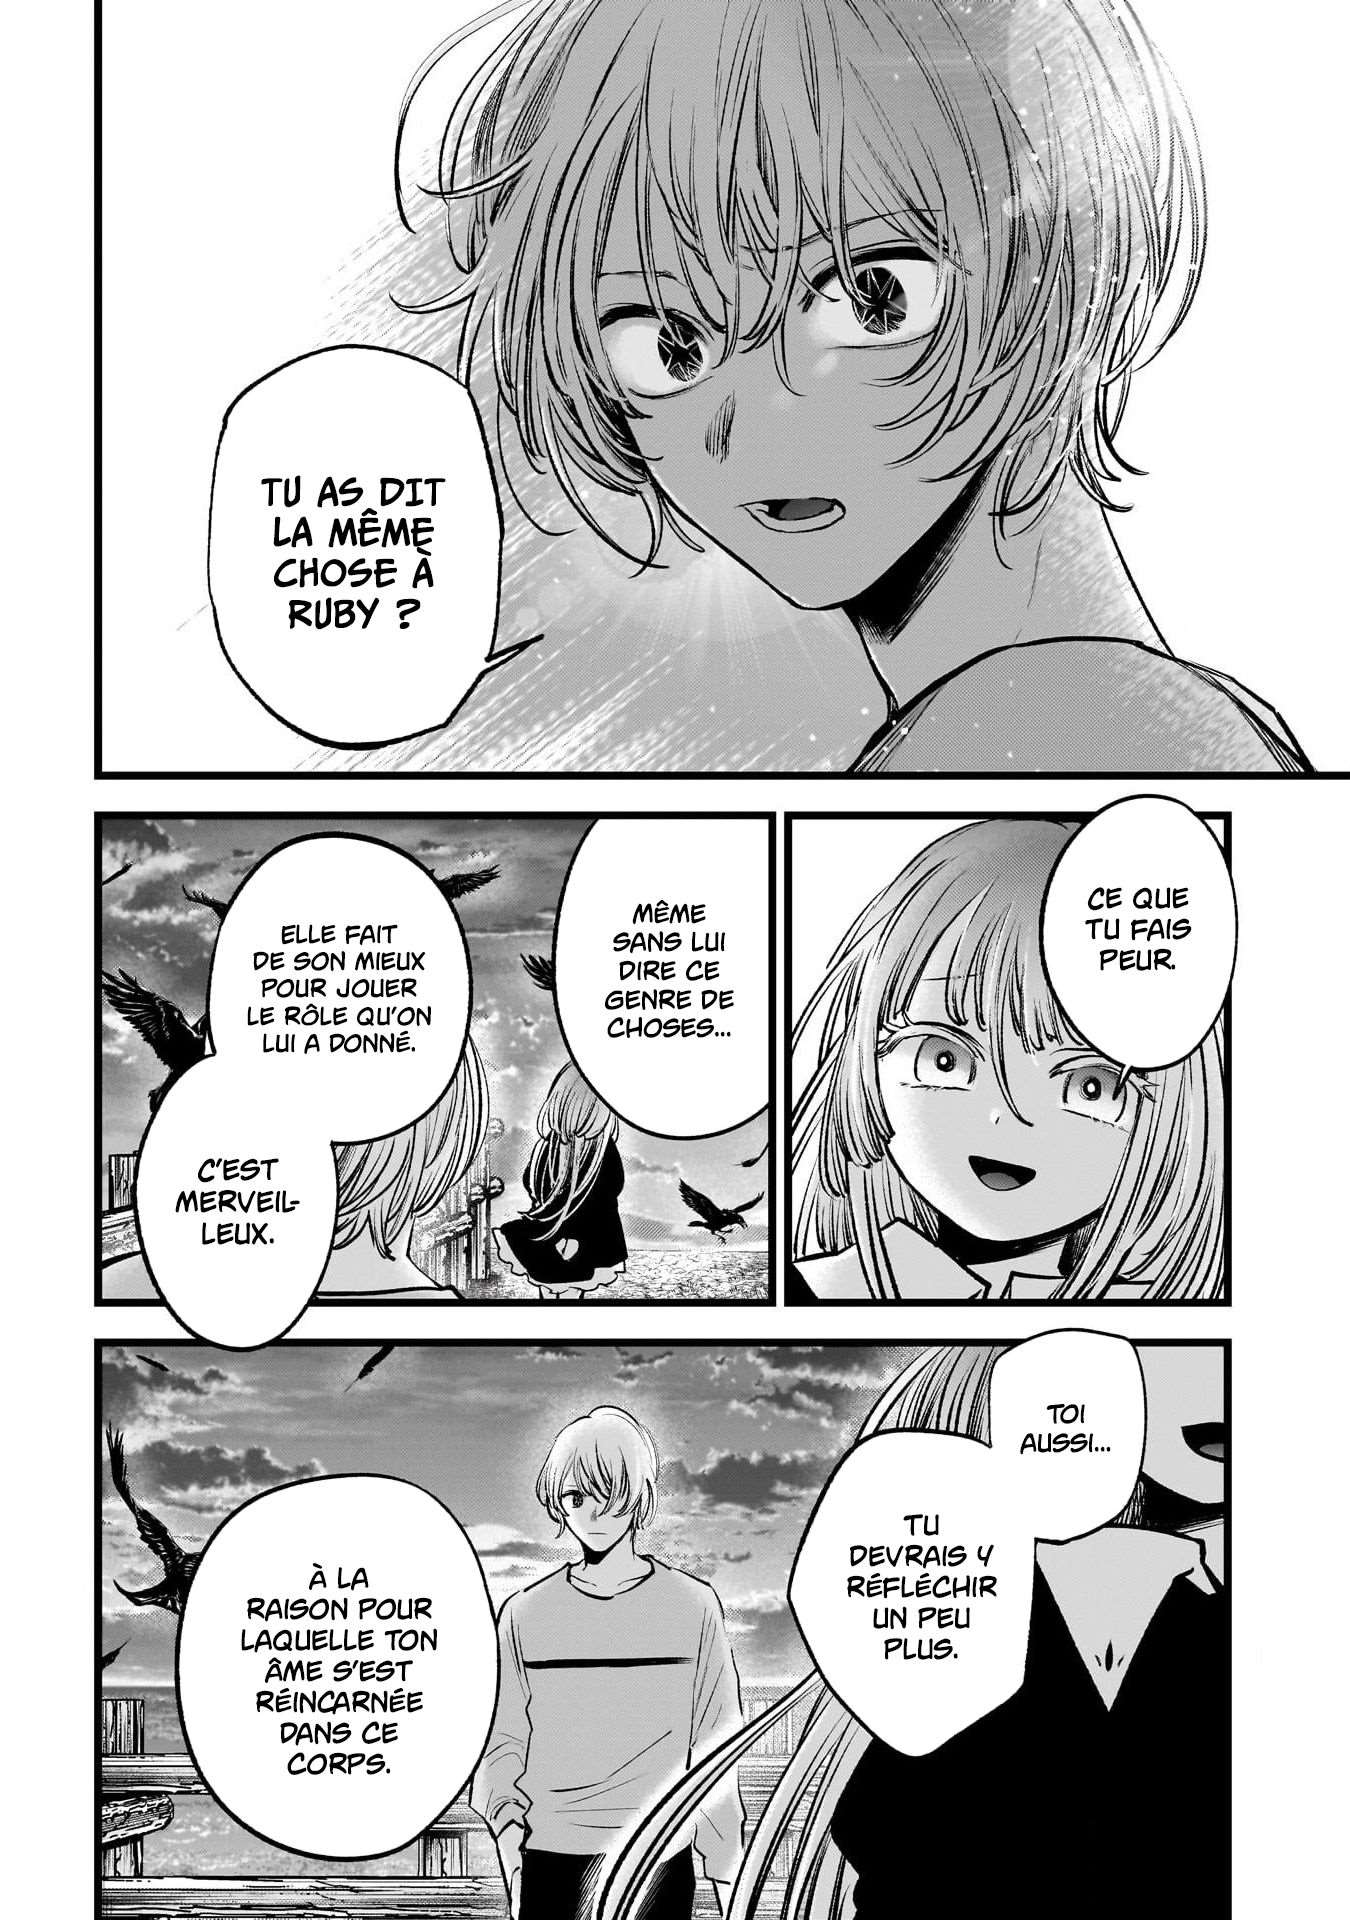 TU AS DIT
LA MÊME
CHOSE À
RUBY ?
CE QUE
TU FAIS
PEUR.
MÊME
SANS LUI
DIRE CE
GENRE DE
CHOSES...
ELLE FAIT
DE SON MIEUX
POUR JOUER
LE RÔLE QU'ON
LUI A DONNÉ.
C'EST
MERVEIL-
LEUX.
TOI
AUSSI...
TU
DEVRAIS Y
RÉFLÉCHIR
UN PEU
PLUS.
À LA
RAISON POUR
LAQUELLE TON
ÂME S'EST
RÉINCARNÉE
DANS CE
CORPS.